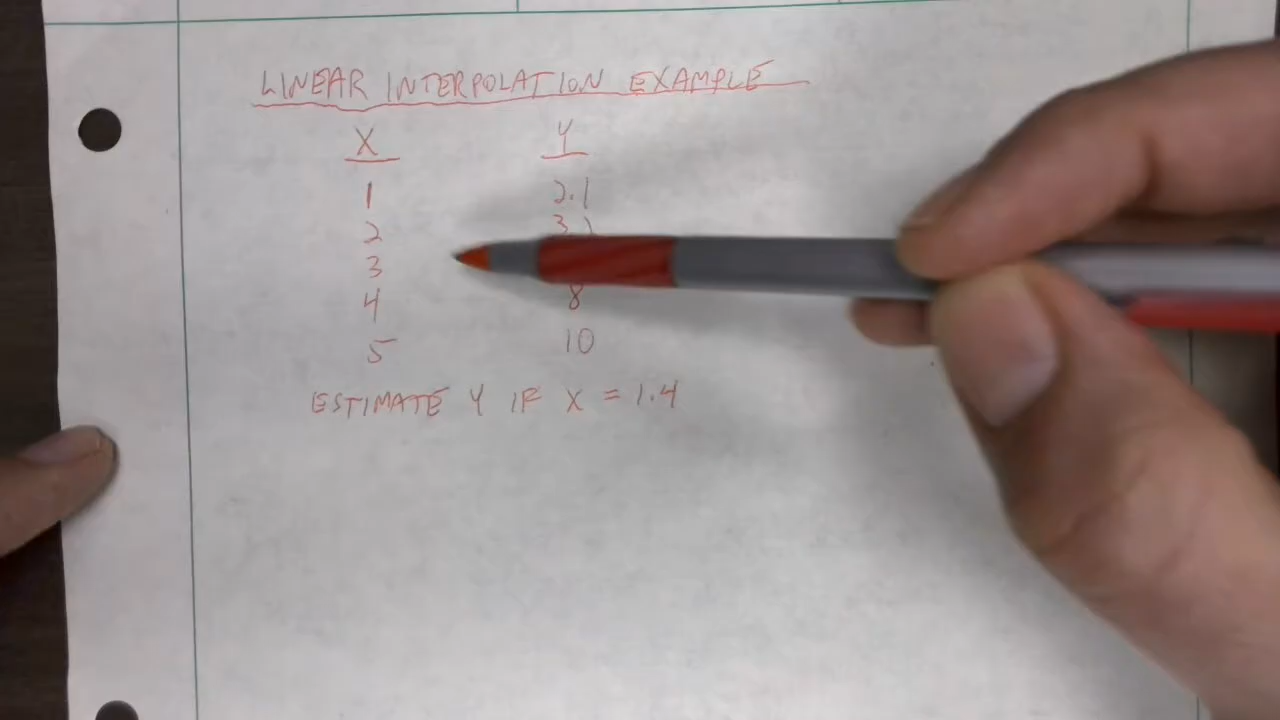 LINEAR INTERPOLATION EXAMPLE
X Y
1 2.1
2
3
4 8
5 10
ESTIMATE Y IF X = 1.4